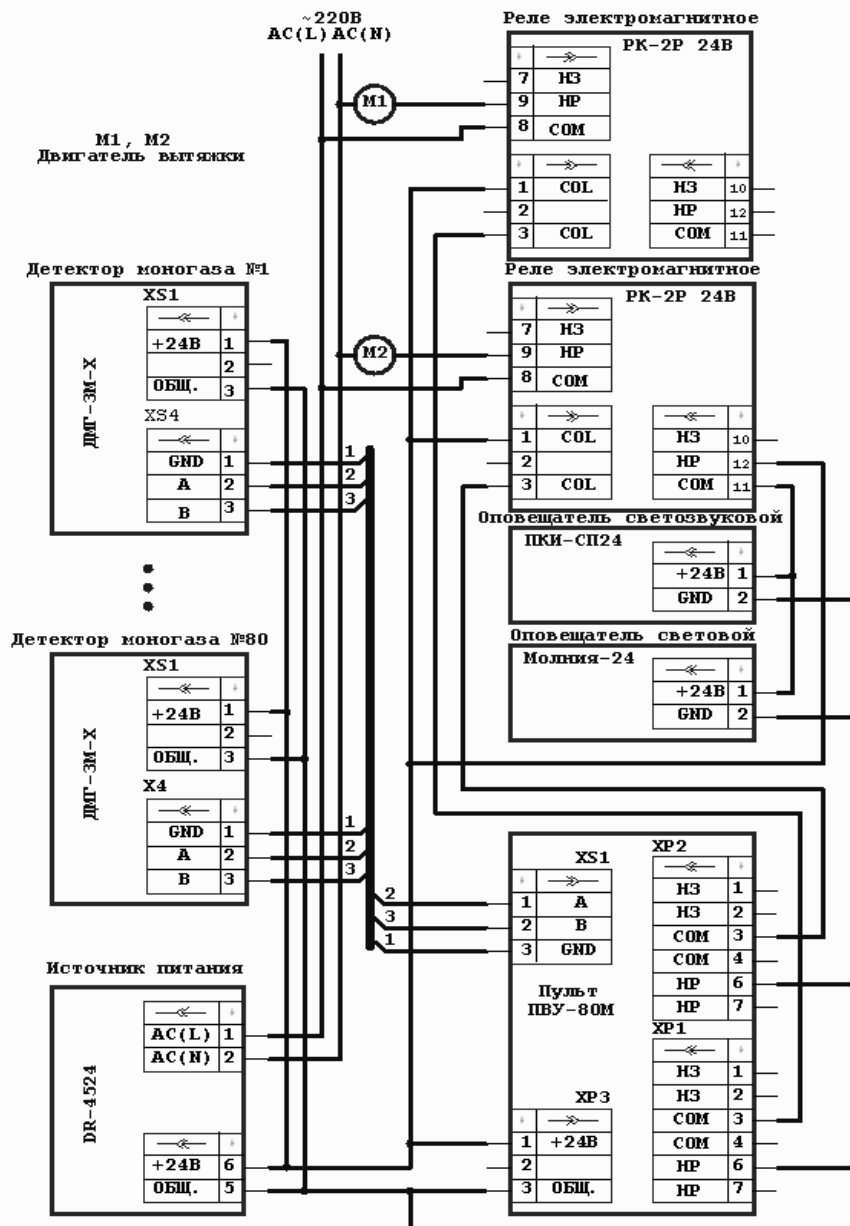 ~220В
AC(L) AC(N)
М1, М2
Двигатель вытяжки
М1
М2
Реле электромагнитное
РК-2Р 24В
7 НЗ
9 НР
8 COM
1 COL
2
3 COL
НЗ 10
НР 12
COM 11
Реле электромагнитное
РК-2Р 24В
7 НЗ
9 НР
8 COM
1 COL
2
3 COL
НЗ 10
НР 12
COM 11
Оповещатель светозвуковой
ПКИ-СП24
+24В 1
GND 2
Оповещатель световой
Молния-24
+24В 1
GND 2
Детектор моногаза №1
ДМГ-3М-Х
XS1
+24В 1
2
ОБЩ. 3
XS4
GND 1
A 2
B 3
1
2
3
Детектор моногаза №80
ДМГ-3М-Х
XS1
+24В 1
2
ОБЩ. 3
X4
GND 1
A 2
B 3
1
2
3
Источник питания
DR-4524
AC(L) 1
AC(N) 2
+24В 6
ОБЩ. 5
2
3
1
Пульт
ПВУ-80М
XS1
1 A
2 B
3 GND
XP3
1 +24В
2
3 ОБЩ.
XP2
НЗ 1
НЗ 2
COM 3
COM 4
НР 6
НР 7
XP1
НЗ 1
НЗ 2
COM 3
COM 4
НР 6
НР 7